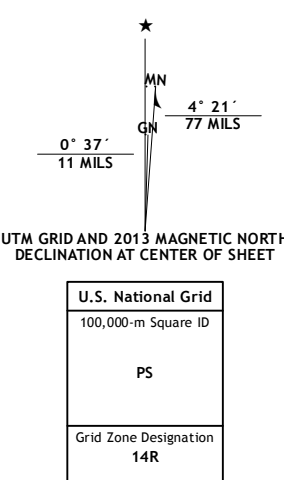 ★
MN
4° 21´
77 MILS
GN
0° 37´
11 MILS
UTM GRID AND 2013 MAGNETIC NORTH
DECLINATION AT CENTER OF SHEET
U.S. National Grid
100,000-m Square ID
PS
Grid Zone Designation
14R